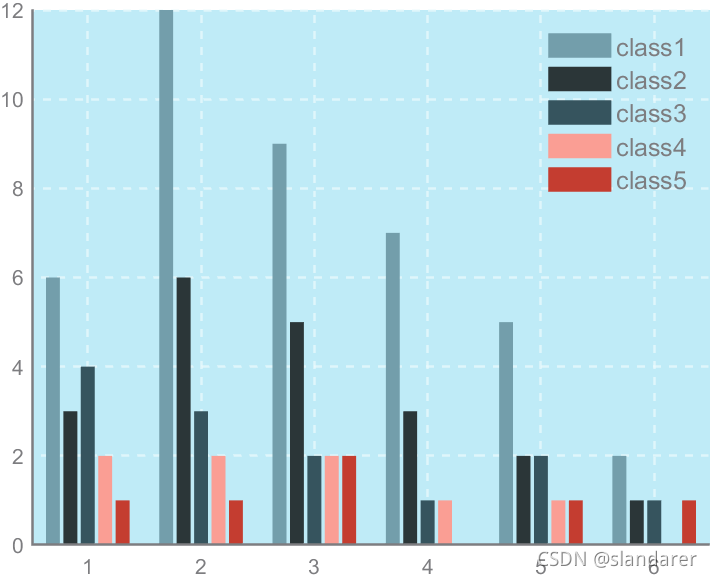 12
10
8
6
4
2
0
class1
class2
class3
class4
class5
1 2 3 4 5 6
CSDN @slandarer